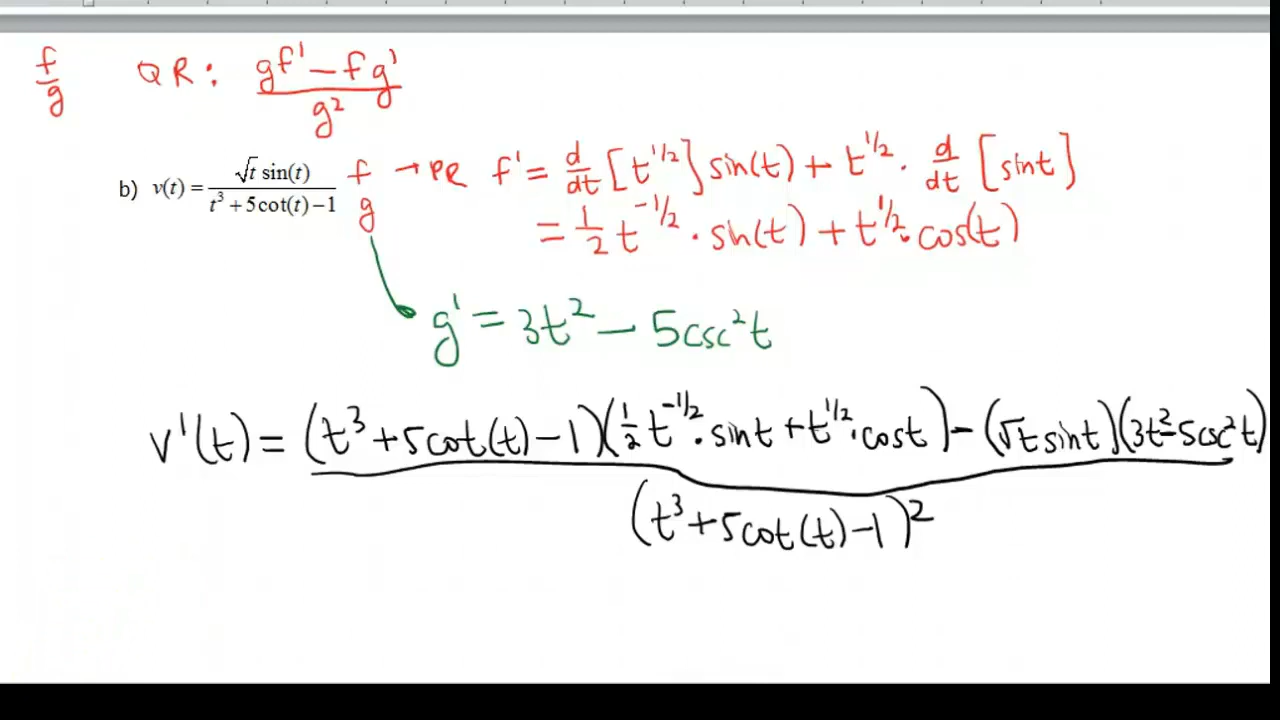 f/g QR: (gf' − fg')/g²
b) v(t) = √t sin(t) / (t³ + 5cot(t) − 1) f/g → PR f' = d/dt [t^(1/2)] sin(t) + t^(1/2) · d/dt [sint]
= 1/2 t^(-1/2) · sin(t) + t^(1/2) · cos(t)
g' = 3t² − 5csc²t
v'(t) = ((t³ + 5cot(t) − 1)(1/2 t^(-1/2) · sint + t^(1/2) · cost) − (√t sint)(3t² − 5csc²t)) / (t³ + 5cot(t) − 1)²